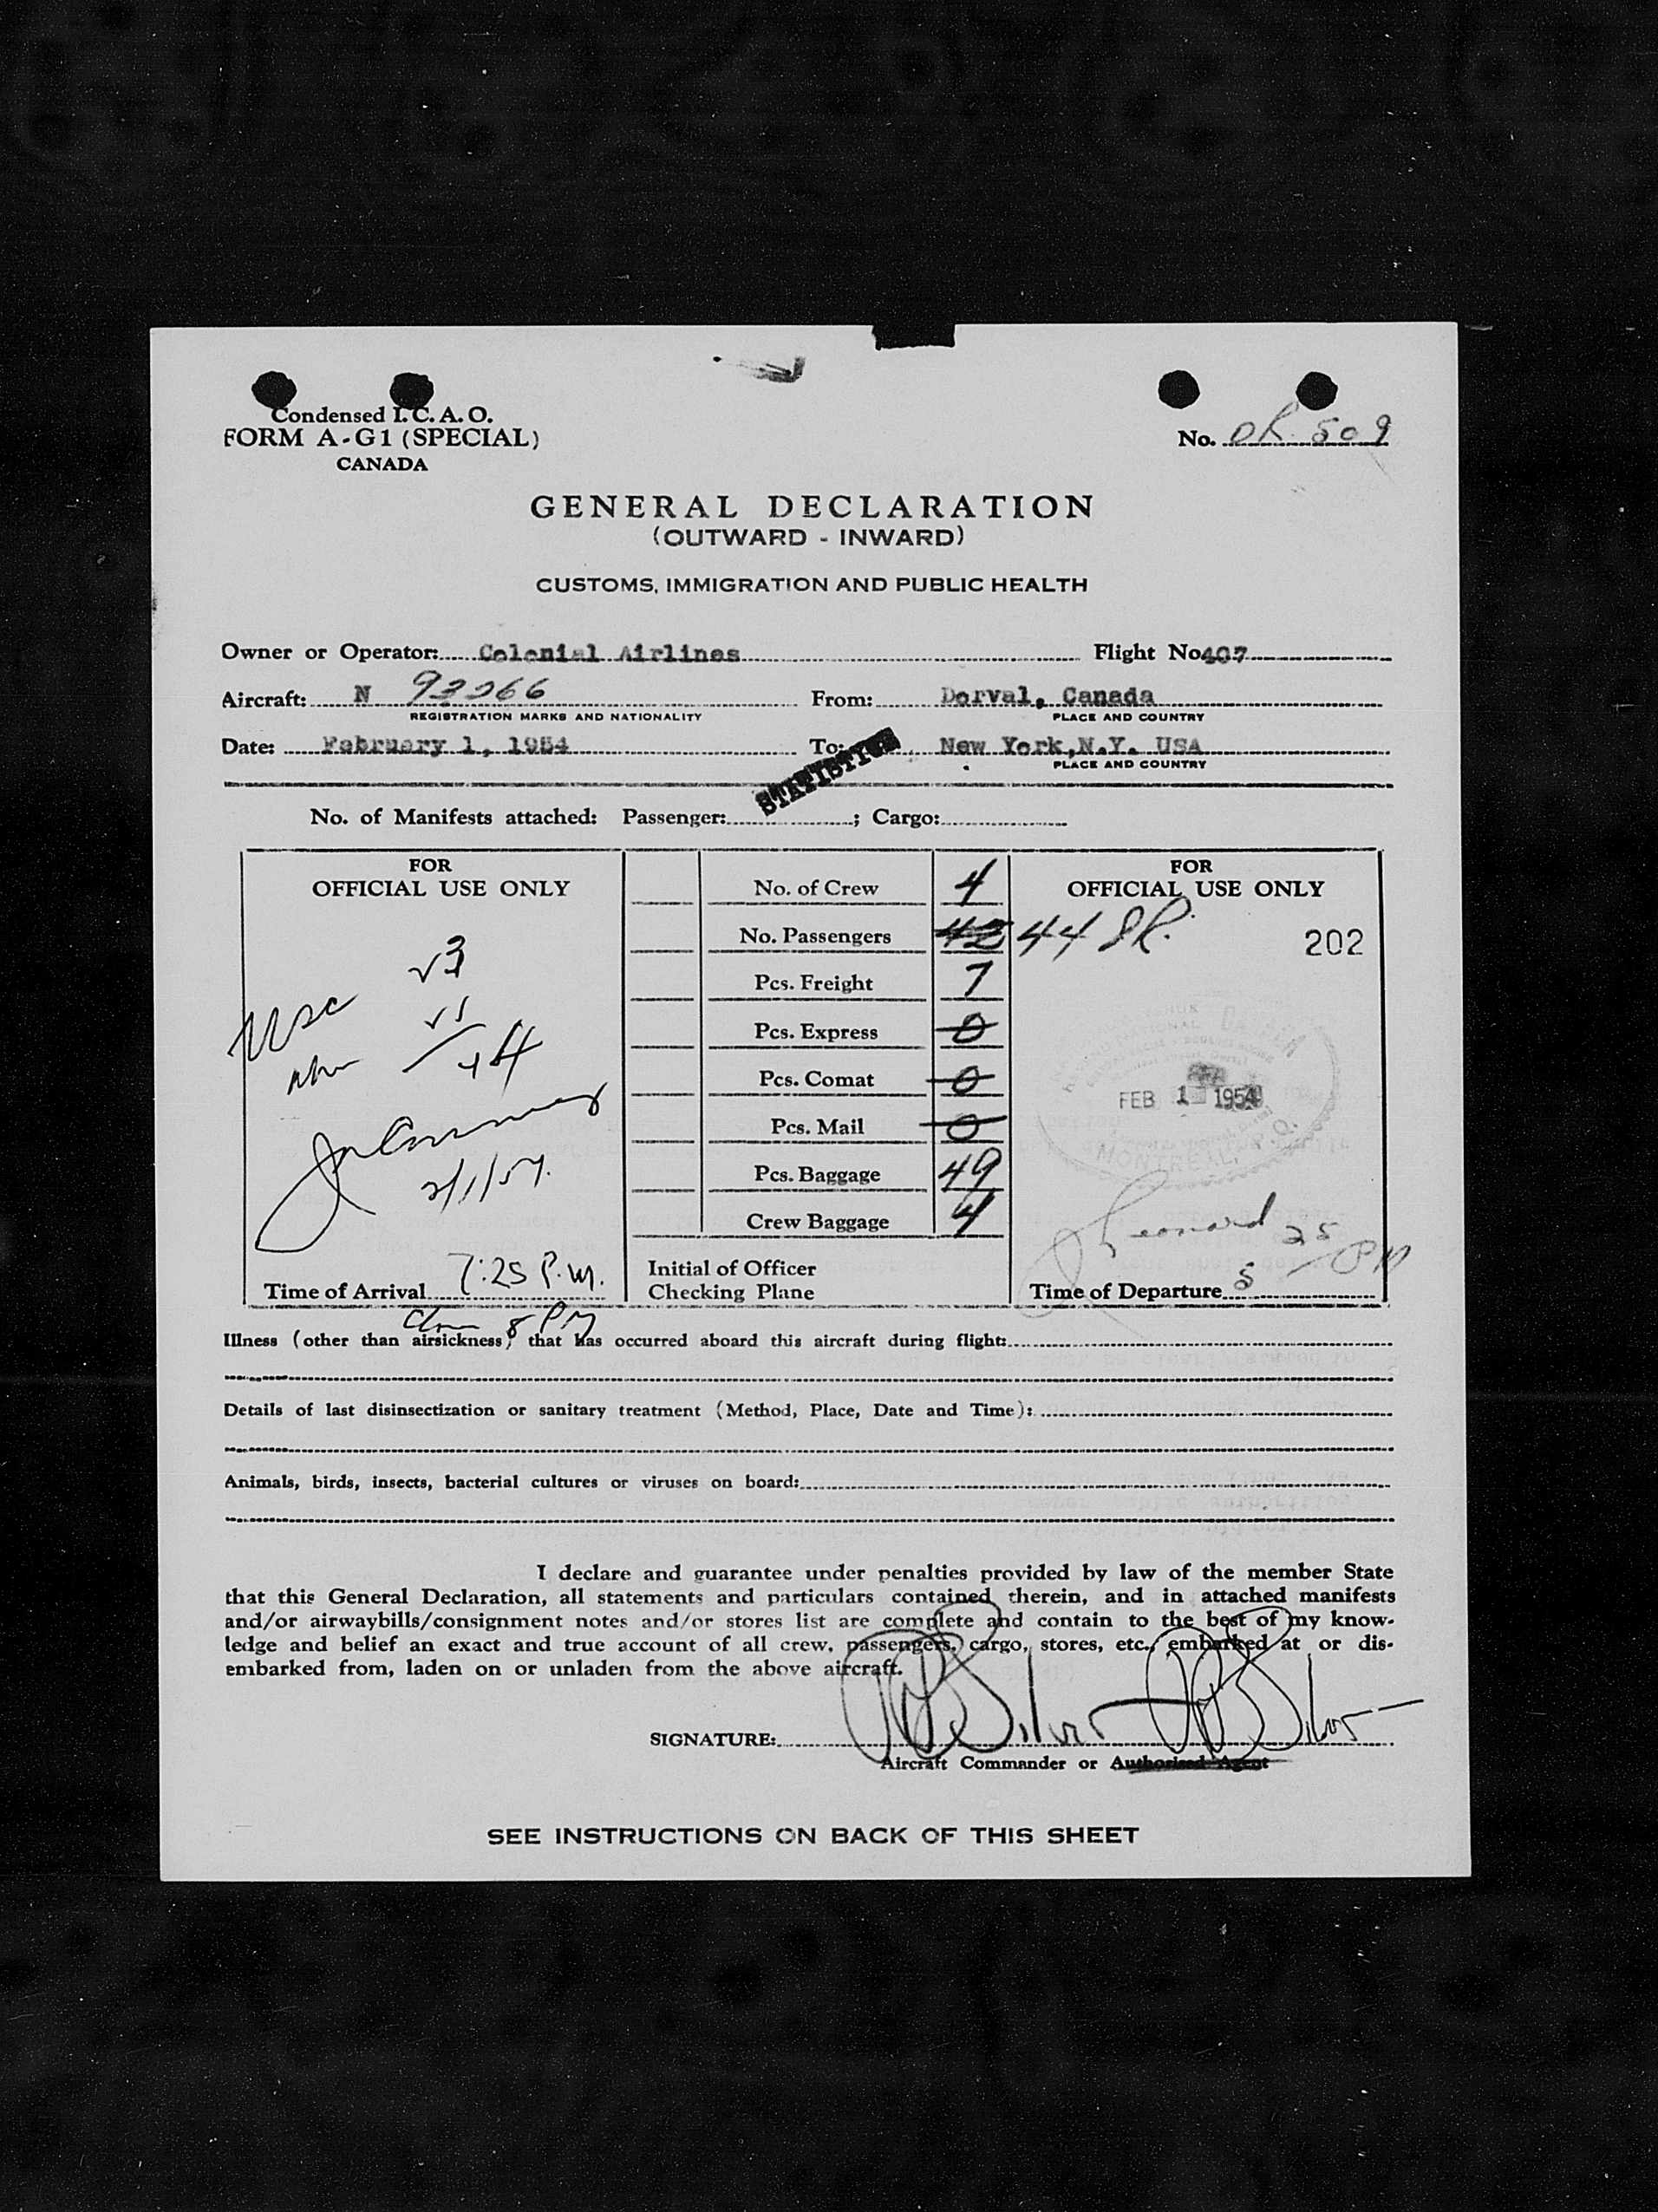 Condensed I.C.A.O.
FORM A-G1 (SPECIAL)
CANADA
No. DR 509
GENERAL DECLARATION
(OUTWARD - INWARD)
CUSTOMS, IMMIGRATION AND PUBLIC HEALTH
Owner or Operator: Colonial Airlines Flight No. 407
Aircraft: N From: Dorval, Canada
REGISTRATION MARKS AND NATIONALITY PLACE AND COUNTRY
Date: February 1, 1954 To: New York,N.Y. USA
PLACE AND COUNTRY
STATISTICS
No. of Manifests attached: Passenger: ; Cargo:
FOR
OFFICIAL USE ONLY
7:25 P.M.
2/1/54.
Time of Arrival
8 PM
No. of Crew 4
No. Passengers 42 44
Pcs. Freight 7
Pcs. Express 0
Pcs. Comat 0
Pcs. Mail 0
Pcs. Baggage 49
Crew Baggage 4
Initial of Officer
Checking Plane
FOR
OFFICIAL USE ONLY
202
FEB 1 1954
MONTREAL, P.Q.
Leonard
Time of Departure 5 25 PM
Illness (other than airsickness) that has occurred aboard this aircraft during flight:
Details of last disinsectization or sanitary treatment (Method, Place, Date and Time):
Animals, birds, insects, bacterial cultures or viruses on board:
I declare and guarantee under penalties provided by law of the member State
that this General Declaration, all statements and particulars contained therein, and in attached manifests
and/or airwaybills/consignment notes and/or stores list are complete and contain to the best of my know-
ledge and belief an exact and true account of all crew, passengers, cargo, stores, etc., embarked at or dis-
embarked from, laden on or unladen from the above aircraft.
SIGNATURE:
Aircraft Commander or Authorised Agent
SEE INSTRUCTIONS ON BACK OF THIS SHEET